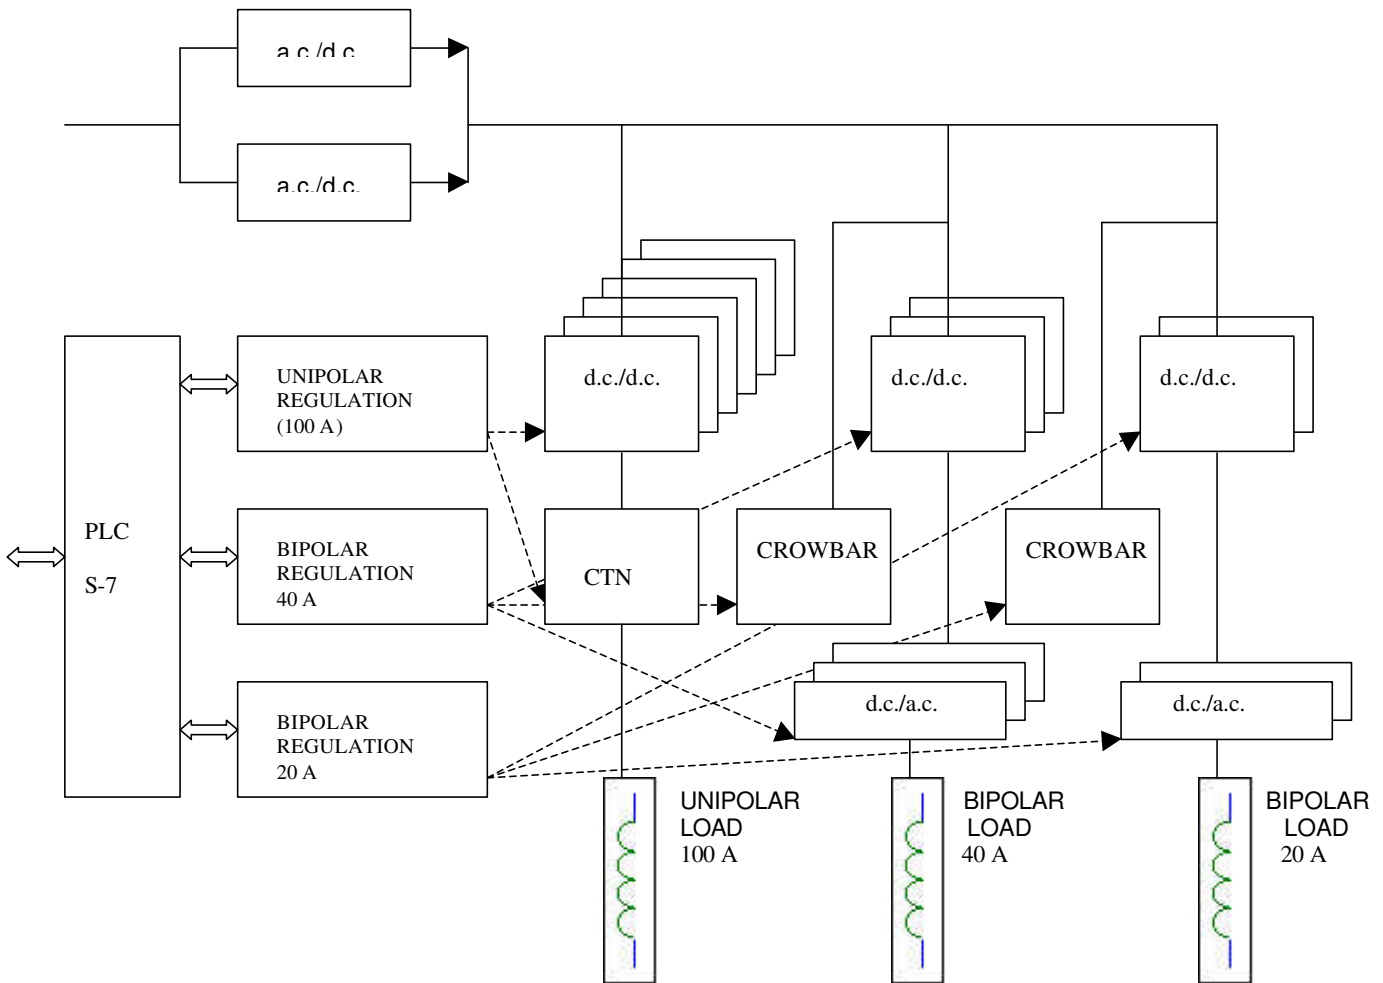 a.c./d.c.
a.c./d.c.
UNIPOLAR
REGULATION
(100 A)
d.c./d.c.
d.c./d.c.
d.c./d.c.
PLC
S-7
BIPOLAR
REGULATION
40 A
CTN
CROWBAR
CROWBAR
BIPOLAR
REGULATION
20 A
d.c./a.c.
d.c./a.c.
UNIPOLAR
LOAD
100 A
BIPOLAR
LOAD
40 A
BIPOLAR
LOAD
20 A